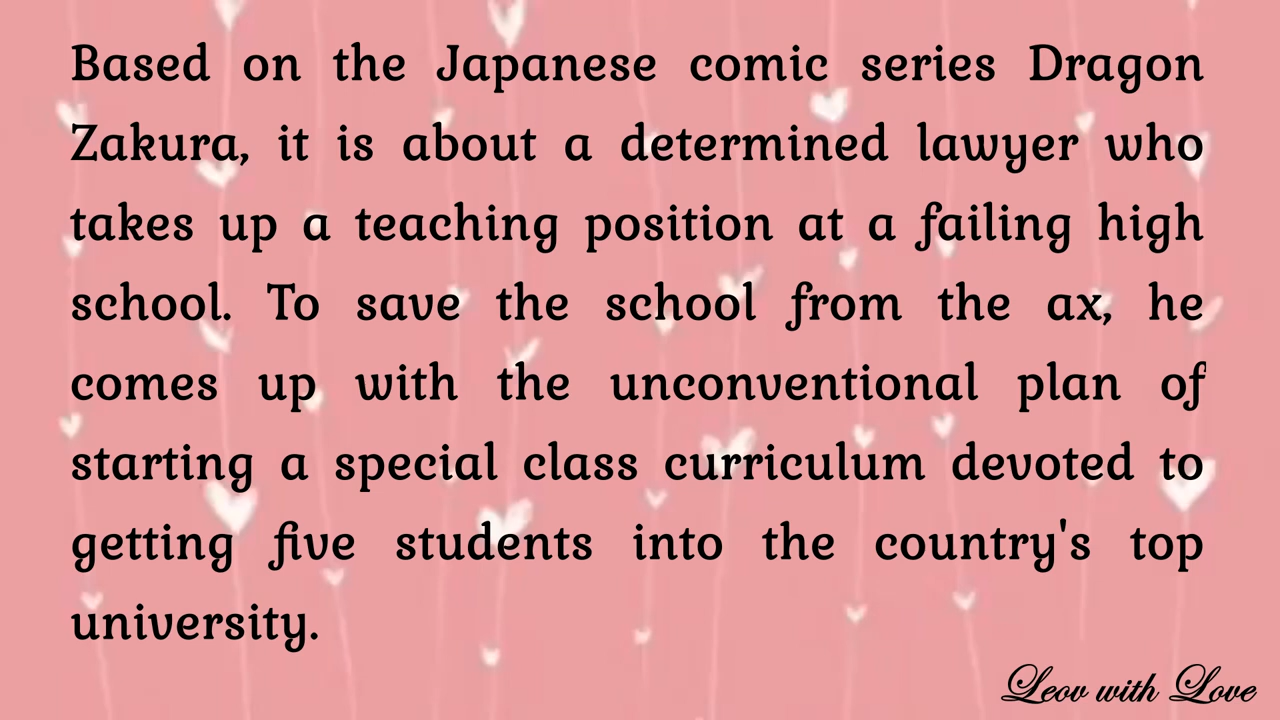 Based on the Japanese comic series Dragon
Zakura, it is about a determined lawyer who
takes up a teaching position at a failing high
school. To save the school from the ax, he
comes up with the unconventional plan of
starting a special class curriculum devoted to
getting five students into the country's top
university.
Leov with Love